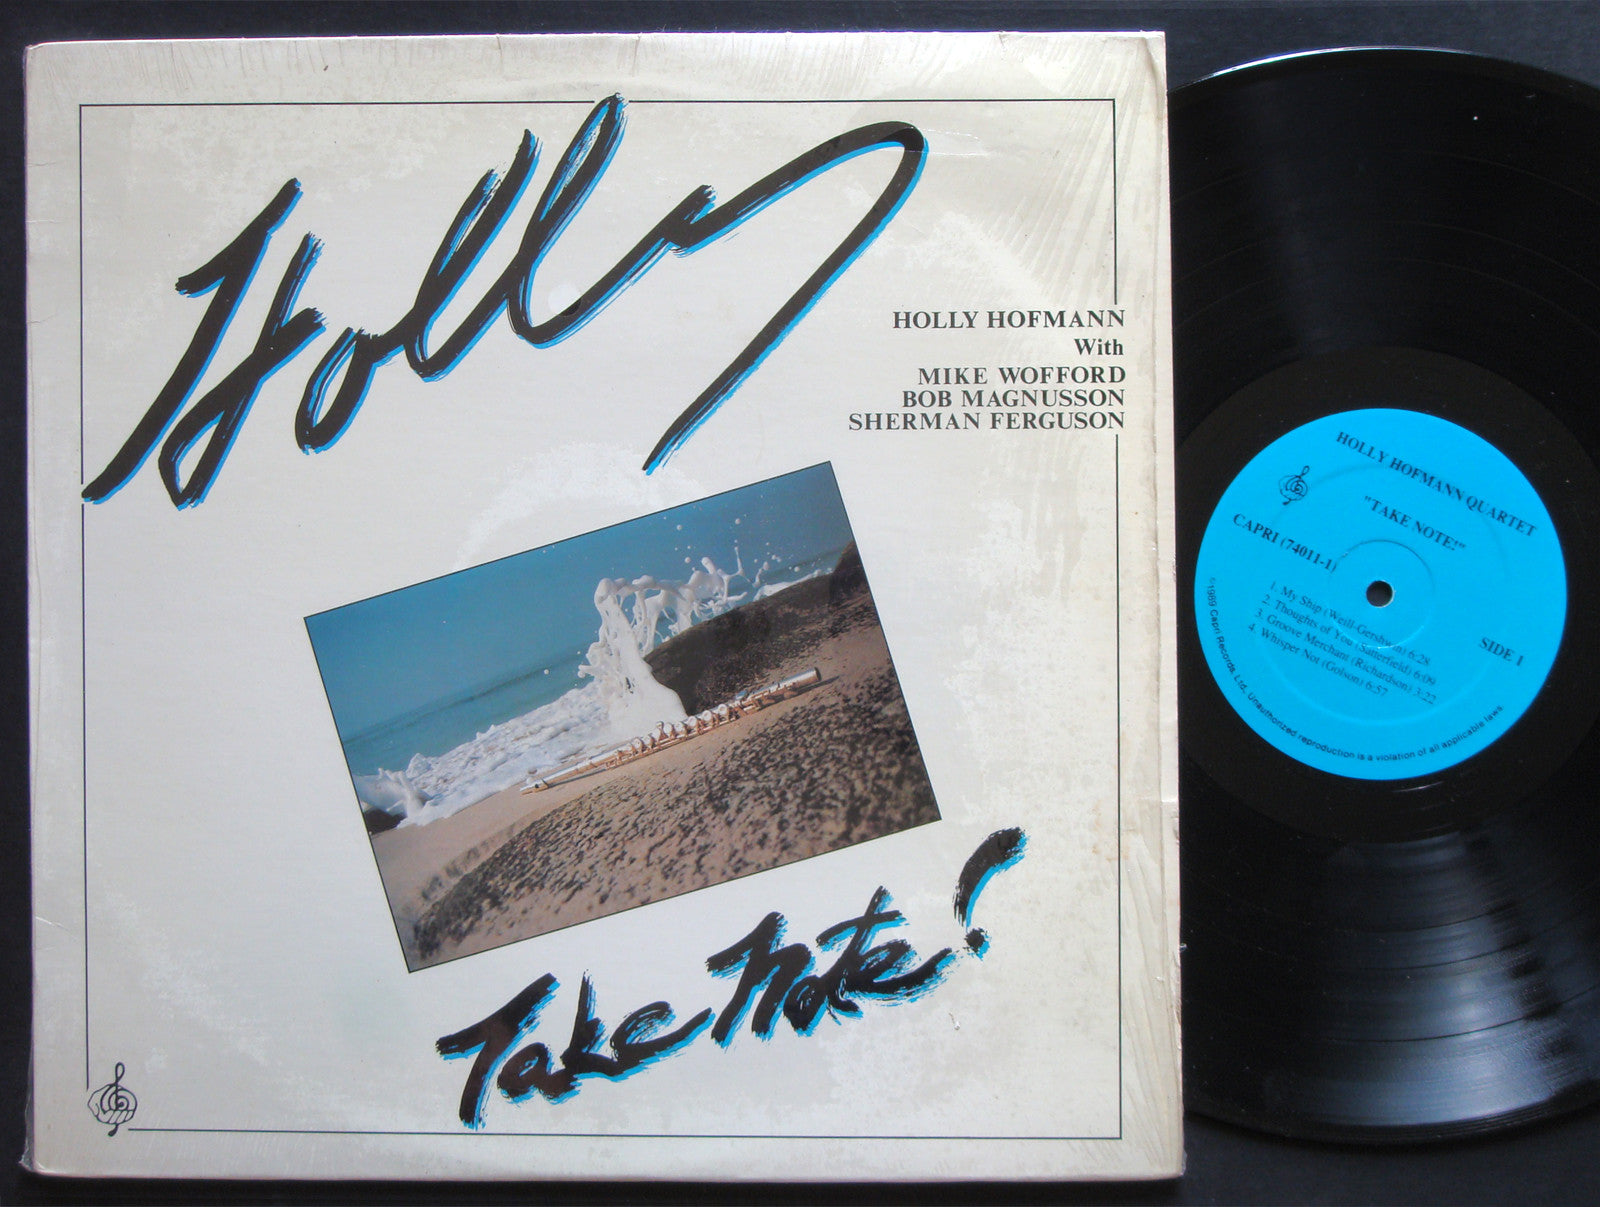 Holly
HOLLY HOFMANN
With
MIKE WOFFORD
BOB MAGNUSSON
SHERMAN FERGUSON
Take Note!
HOLLY HOFMANN QUARTET
"TAKE NOTE!"
CAPRI (74011-1)
1. My Ship (Weill-Gershwin) 6:28
2. Thoughts of You (Satterfield) 6:09
3. Groove Merchant (Richardson) 3:22
4. Whisper Not (Golson) 6:57
SIDE 1
©1989 Capri Records, Ltd. Unauthorized reproduction is a violation of all applicable laws